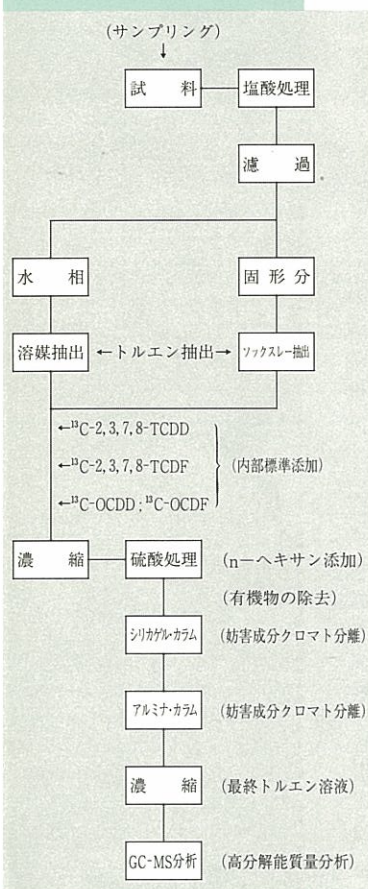 (サンプリング)
↓
試 料
塩酸処理
濾 過
水 相
固 形 分
溶媒抽出
←トルエン抽出→
ソックスレー抽出
←¹³C-2,3,7,8-TCDD
←¹³C-2,3,7,8-TCDF
(内部標準添加)
←¹³C-OCDD ; ¹³C-OCDF
濃 縮
硫酸処理
(n-ヘキサン添加)
(有機物の除去)
シリカゲル・カラム
(妨害成分クロマト分離)
アルミナ・カラム
(妨害成分クロマト分離)
濃 縮
(最終トルエン溶液)
GC-MS分析
(高分解能質量分析)